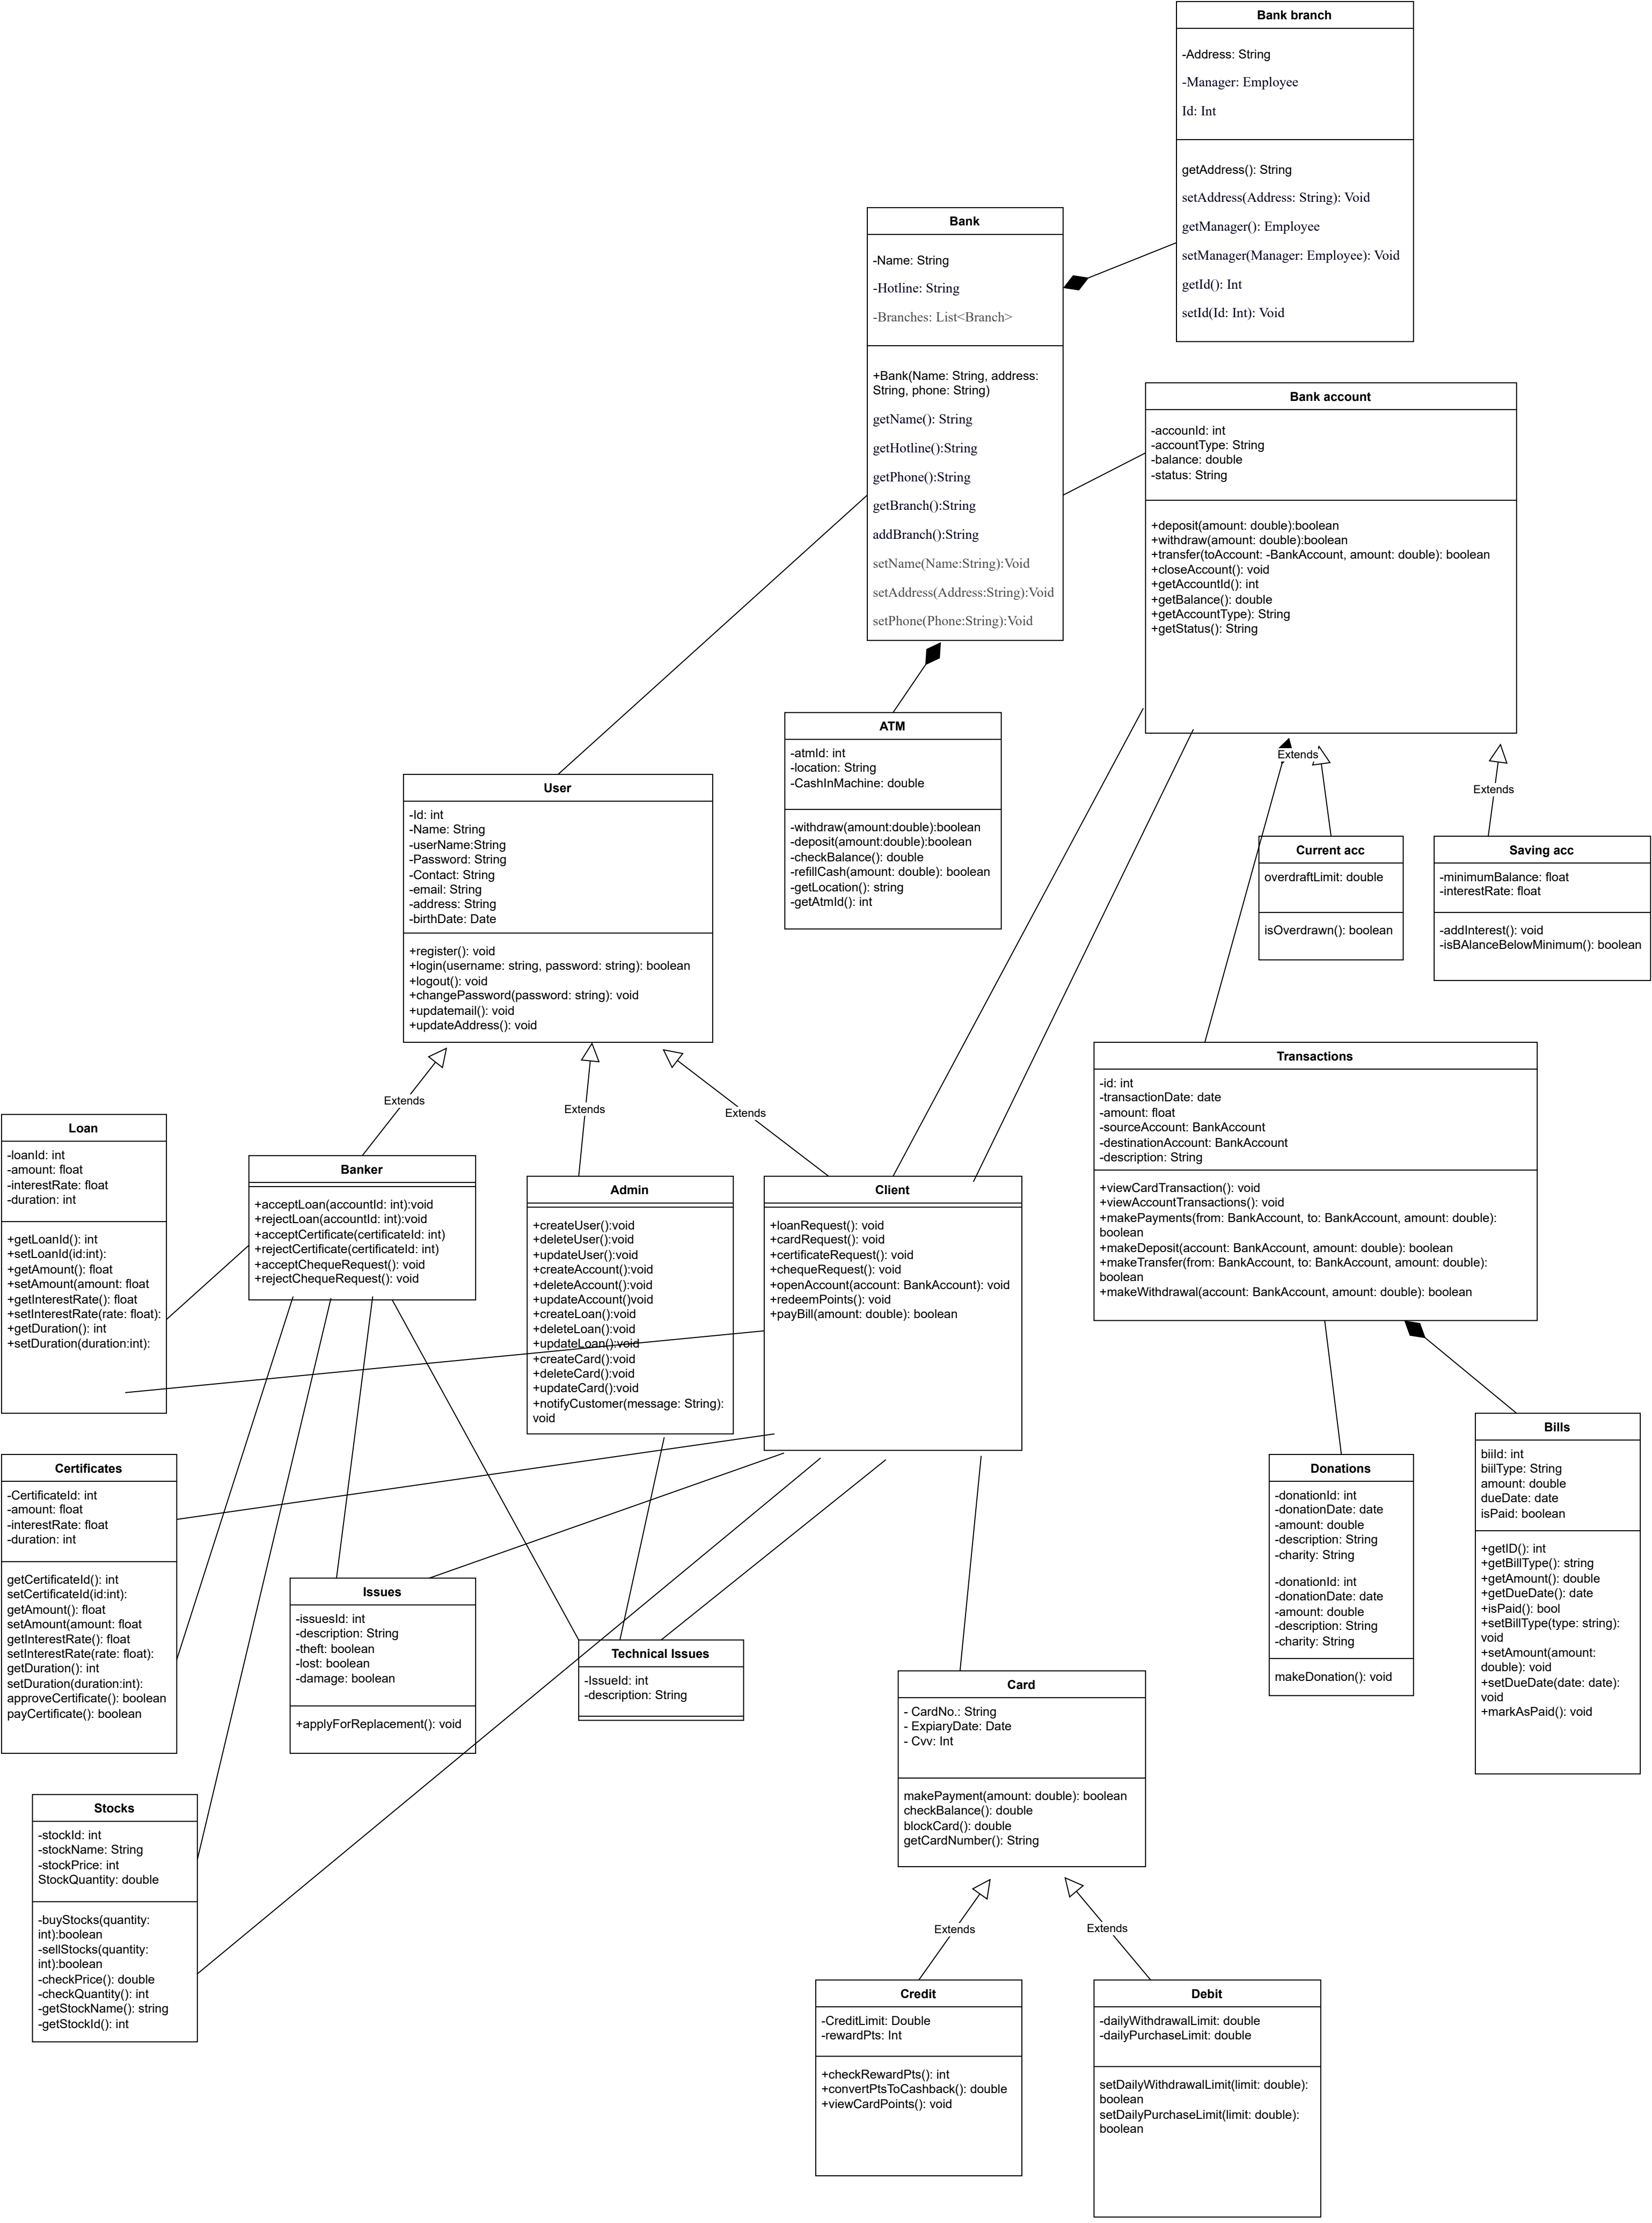 Bank branch
-Address: String
-Manager: Employee
Id: Int
getAddress(): String
setAddress(Address: String): Void
getManager(): Employee
setManager(Manager: Employee): Void
getId(): Int
setId(Id: Int): Void
Bank
-Name: String
-Hotline: String
-Branches: List<Branch>
+Bank(Name: String, address:
String, phone: String)
getName(): String
getHotline():String
getPhone():String
getBranch():String
addBranch():String
setName(Name:String):Void
setAddress(Address:String):Void
setPhone(Phone:String):Void
Bank account
-accounId: int
-accountType: String
-balance: double
-status: String
+deposit(amount: double):boolean
+withdraw(amount: double):boolean
+transfer(toAccount: -BankAccount, amount: double): boolean
+closeAccount(): void
+getAccountId(): int
+getBalance(): double
+getAccountType): String
+getStatus(): String
ATM
-atmId: int
-location: String
-CashInMachine: double
-withdraw(amount:double):boolean
-deposit(amount:double):boolean
-checkBalance(): double
-refillCash(amount: double): boolean
-getLocation(): string
-getAtmId(): int
Extends
Extends
User
-Id: int
-Name: String
-userName:String
-Password: String
-Contact: String
-email: String
-address: String
-birthDate: Date
+register(): void
+login(username: string, password: string): boolean
+logout(): void
+changePassword(password: string): void
+updatemail(): void
+updateAddress(): void
Current acc
overdraftLimit: double
isOverdrawn(): boolean
Saving acc
-minimumBalance: float
-interestRate: float
-addInterest(): void
-isBAlanceBelowMinimum(): boolean
Transactions
-id: int
-transactionDate: date
-amount: float
-sourceAccount: BankAccount
-destinationAccount: BankAccount
-description: String
+viewCardTransaction(): void
+viewAccountTransactions(): void
+makePayments(from: BankAccount, to: BankAccount, amount: double):
boolean
+makeDeposit(account: BankAccount, amount: double): boolean
+makeTransfer(from: BankAccount, to: BankAccount, amount: double):
boolean
+makeWithdrawal(account: BankAccount, amount: double): boolean
Extends
Extends
Extends
Loan
-loanId: int
-amount: float
-interestRate: float
-duration: int
+getLoanId(): int
+setLoanId(id:int):
+getAmount(): float
+setAmount(amount: float
+getInterestRate(): float
+setInterestRate(rate: float):
+getDuration(): int
+setDuration(duration:int):
Banker
+acceptLoan(accountId: int):void
+rejectLoan(accountId: int):void
+acceptCertificate(certificateId: int)
+rejectCertificate(certificateId: int)
+acceptChequeRequest(): void
+rejectChequeRequest(): void
Admin
+createUser():void
+deleteUser():void
+updateUser():void
+createAccount():void
+deleteAccount():void
+updateAccount()void
+createLoan():void
+deleteLoan():void
+updateLoan():void
+createCard():void
+deleteCard():void
+updateCard():void
+notifyCustomer(message: String):
void
Client
+loanRequest(): void
+cardRequest(): void
+certificateRequest(): void
+chequeRequest(): void
+openAccount(account: BankAccount): void
+redeemPoints(): void
+payBill(amount: double): boolean
Certificates
-CertificateId: int
-amount: float
-interestRate: float
-duration: int
getCertificateId(): int
setCertificateId(id:int):
getAmount(): float
setAmount(amount: float
getInterestRate(): float
setInterestRate(rate: float):
getDuration(): int
setDuration(duration:int):
approveCertificate(): boolean
payCertificate(): boolean
Issues
-issuesId: int
-description: String
-theft: boolean
-lost: boolean
-damage: boolean
+applyForReplacement(): void
Technical Issues
-IssueId: int
-description: String
Donations
-donationId: int
-donationDate: date
-amount: double
-description: String
-charity: String
-donationId: int
-donationDate: date
-amount: double
-description: String
-charity: String
makeDonation(): void
Bills
biild: int
biilType: String
amount: double
dueDate: date
isPaid: boolean
+getID(): int
+getBillType(): string
+getAmount(): double
+getDueDate(): date
+isPaid(): bool
+setBillType(type: string):
void
+setAmount(amount:
double): void
+setDueDate(date: date):
void
+markAsPaid(): void
Card
- CardNo.: String
- ExpiaryDate: Date
- Cvv: Int
makePayment(amount: double): boolean
checkBalance(): double
blockCard(): double
getCardNumber(): String
Stocks
-stockId: int
-stockName: String
-stockPrice: int
StockQuantity: double
-buyStocks(quantity:
int):boolean
-sellStocks(quantity:
int):boolean
-checkPrice(): double
-checkQuantity(): int
-getStockName(): string
-getStockId(): int
Extends
Extends
Credit
-CreditLimit: Double
-rewardPts: Int
+checkRewardPts(): int
+convertPtsToCashback(): double
+viewCardPoints(): void
Debit
-dailyWithdrawalLimit: double
-dailyPurchaseLimit: double
setDailyWithdrawalLimit(limit: double):
boolean
setDailyPurchaseLimit(limit: double):
boolean